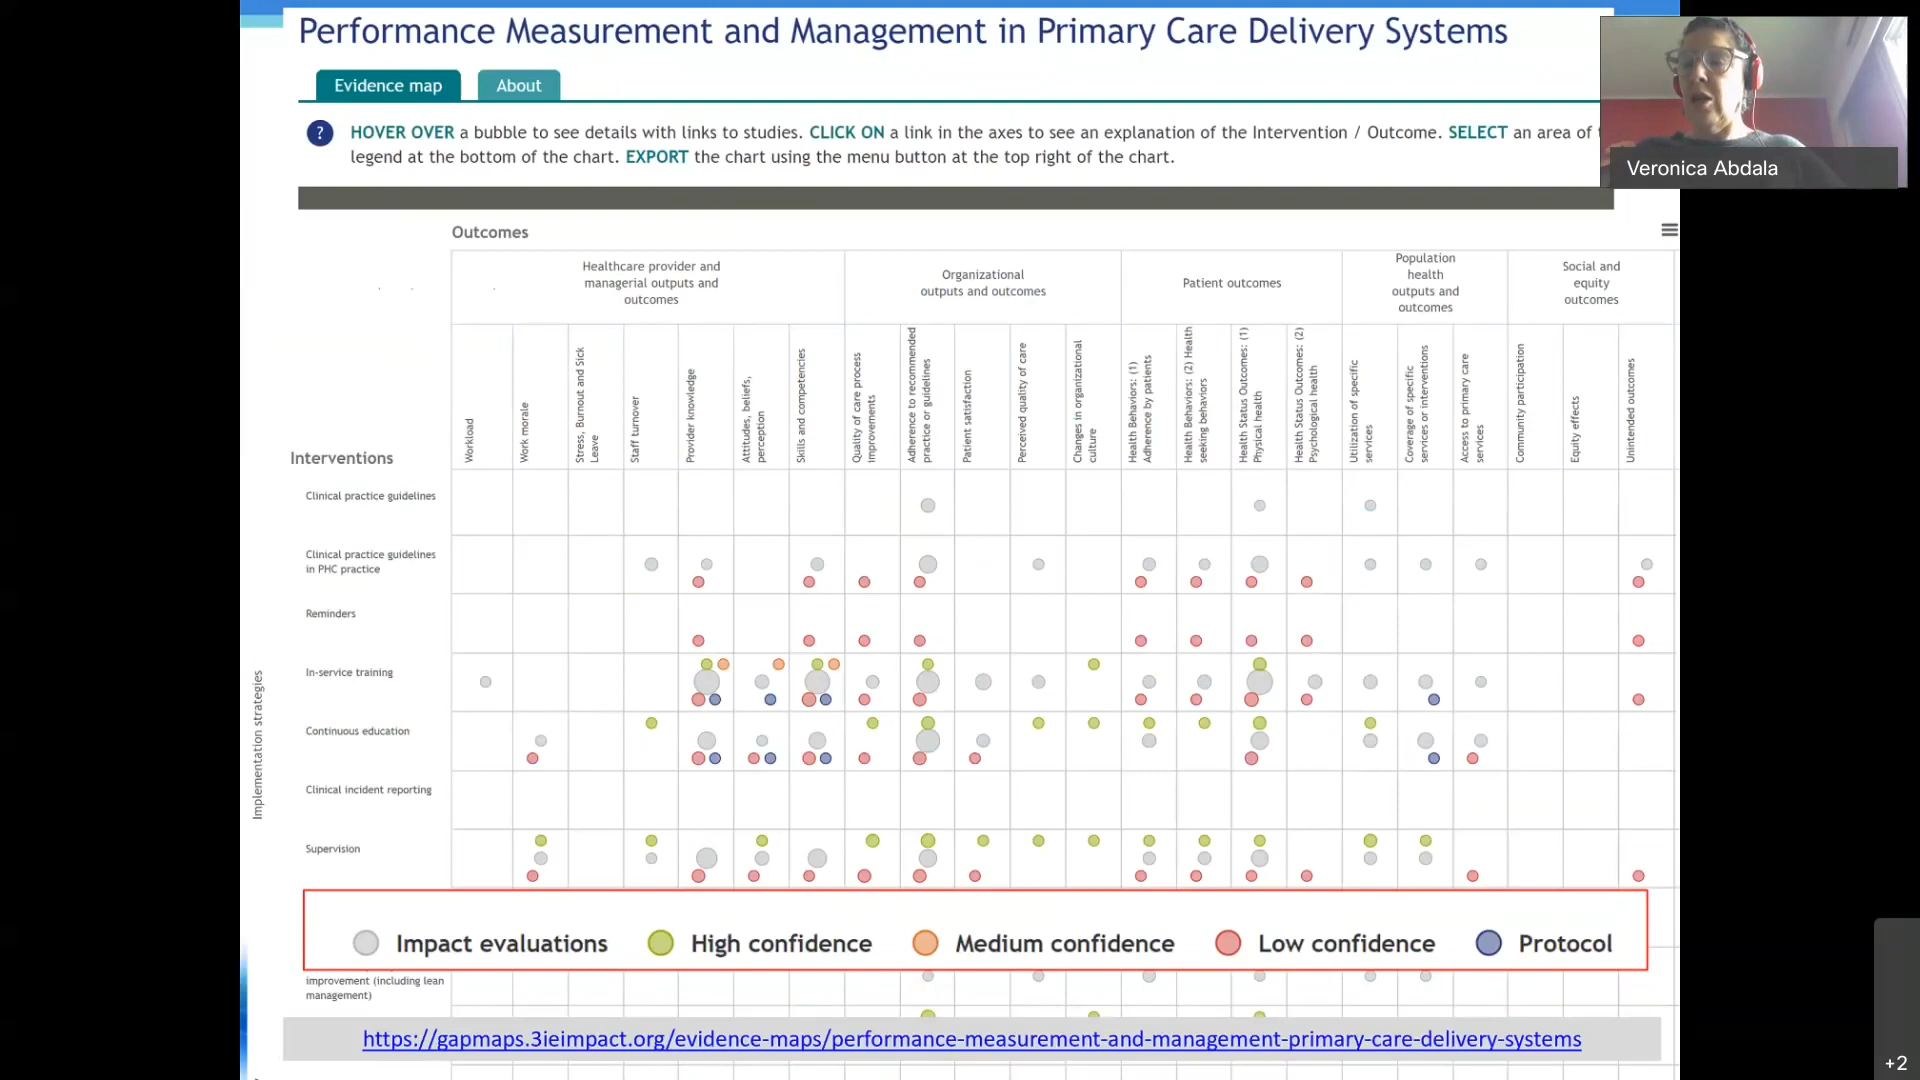 Performance Measurement and Management in Primary Care Delivery Systems
Evidence map
About
? HOVER OVER a bubble to see details with links to studies. CLICK ON a link in the axes to see an explanation of the Intervention / Outcome. SELECT an area of
legend at the bottom of the chart. EXPORT the chart using the menu button at the top right of the chart.
Veronica Abdala
Outcomes
Healthcare provider and
managerial outputs and
outcomes
Organizational
outputs and outcomes
Patient outcomes
Population
health
outputs and
outcomes
Social and
equity
outcomes
Workload
Work morale
Stress, Burnout and Sick
Leave
Staff turnover
Provider knowledge
Attitudes, beliefs,
perception
Skills and competencies
Quality of care process
improvements
Adherence to recommended
practice or guidelines
Patient satisfaction
Perceived quality of care
Changes in organizational
culture
Health Behaviors: (1)
Adherence by patients
Health Behaviors: (2) Health
seeking behaviors
Health Status Outcomes: (1)
Physical health
Health Status Outcomes: (2)
Psychological health
Utilization of specific
services
Coverage of specific
services or interventions
Access to primary care
services
Community participation
Equity effects
Unintended outcomes
Interventions
Implementation strategies
Clinical practice guidelines
Clinical practice guidelines
in PHC practice
Reminders
In-service training
Continuous education
Clinical incident reporting
Supervision
Impact evaluations
High confidence
Medium confidence
Low confidence
Protocol
improvement (including lean
management)
https://gapmaps.3ieimpact.org/evidence-maps/performance-measurement-and-management-primary-care-delivery-systems
+2